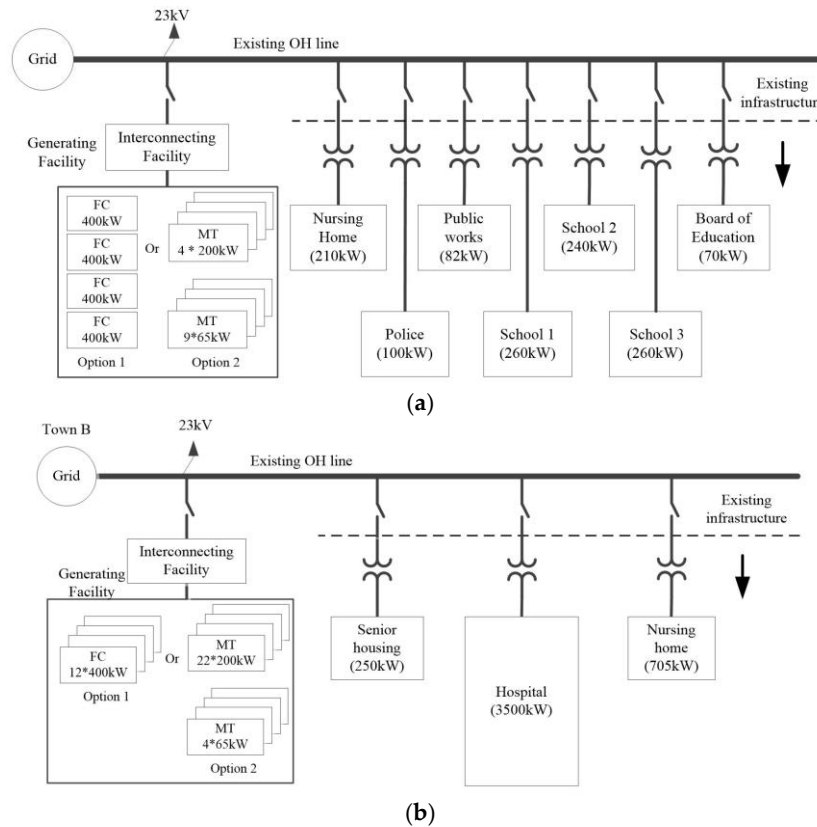 23kV
Existing OH line
Grid
Existing
infrastructure
Generating
Facility
Interconnecting
Facility
FC
400kW
FC
400kW
FC
400kW
FC
400kW
Option 1
Or
MT
4 * 200kW
MT
9*65kW
Option 2
Nursing
Home
(210kW)
Police
(100kW)
Public
works
(82kW)
School 1
(260kW)
School 2
(240kW)
School 3
(260kW)
Board of
Education
(70kW)
(a)
Town B
23kV
Existing OH line
Grid
Existing
infrastructure
Interconnecting
Facility
Generating
Facility
FC
12*400kW
Option 1
Or
MT
22*200kW
MT
4*65kW
Option 2
Senior
housing
(250kW)
Hospital
(3500kW)
Nursing
home
(705kW)
(b)